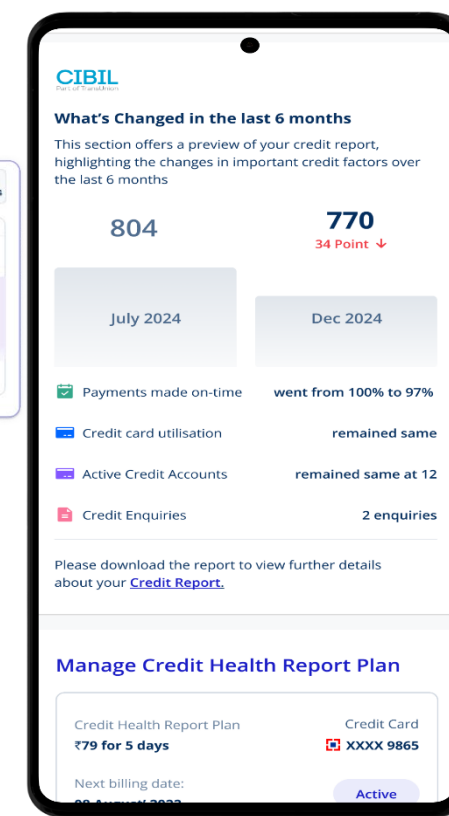 CIBIL
Part of TransUnion
What's Changed in the last 6 months
This section offers a preview of your credit report,
highlighting the changes in important credit factors over
the last 6 months
804
770
34 Point ↓
July 2024
Dec 2024
Payments made on-time went from 100% to 97%
Credit card utilisation remained same
Active Credit Accounts remained same at 12
Credit Enquiries 2 enquiries
Please download the report to view further details
about your Credit Report.
Manage Credit Health Report Plan
Credit Health Report Plan Credit Card
₹79 for 5 days XXXX 9865
Next billing date:
Active